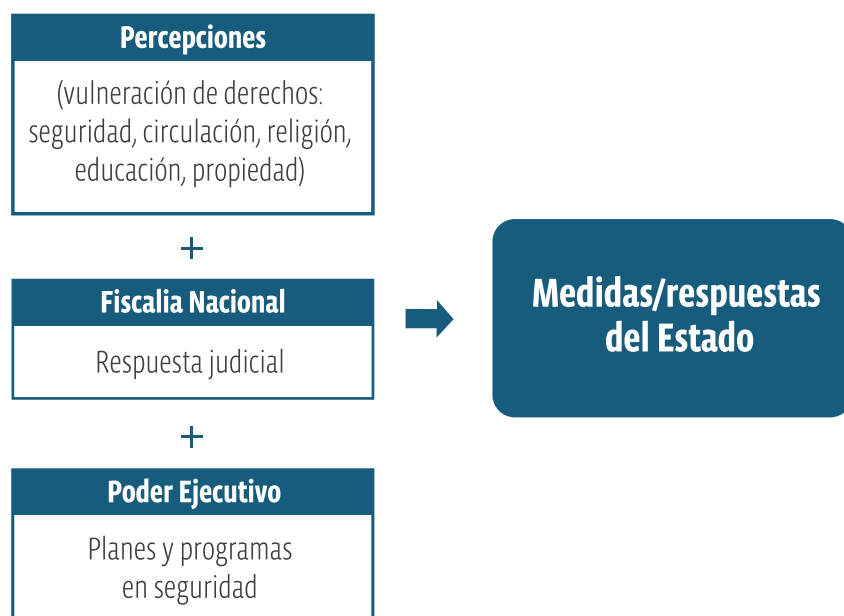 Percepciones
(vulneración de derechos:
seguridad, circulación, religión,
educación, propiedad)
+
Fiscalia Nacional
Respuesta judicial
+
Poder Ejecutivo
Planes y programas
en seguridad
Medidas/respuestas
del Estado